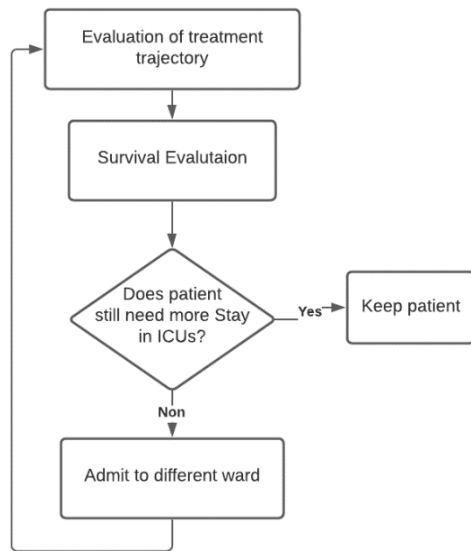 Evaluation of treatment
trajectory
Survival Evalutaion
Does patient
still need more Stay
in ICUs?
Yes
Keep patient
Non
Admit to different ward